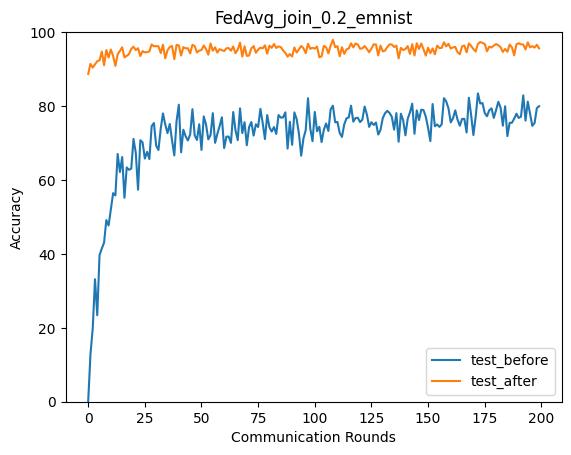 FedAvg_join_0.2_emnist
100
80
60
40
20
0
Accuracy
0 25 50 75 100 125 150 175 200
Communication Rounds
test_before
test_after